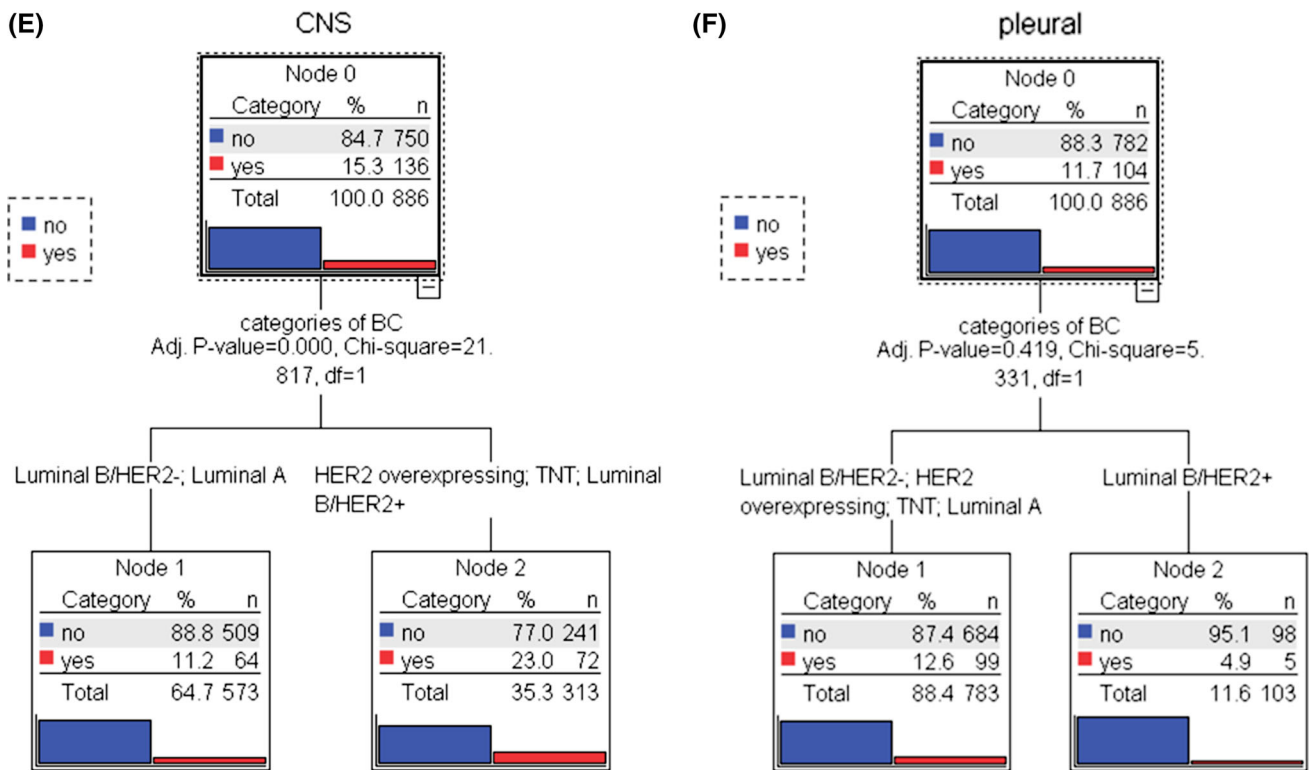 (E)
CNS
Node 0
Category % n
no 84.7 750
yes 15.3 136
Total 100.0 886
no
yes
categories of BC
Adj. P-value=0.000, Chi-square=21.
817, df=1
Luminal B/HER2-; Luminal A
HER2 overexpressing; TNT; Luminal
B/HER2+
Node 1
Category % n
no 88.8 509
yes 11.2 64
Total 64.7 573
Node 2
Category % n
no 77.0 241
yes 23.0 72
Total 35.3 313
(F)
pleural
Node 0
Category % n
no 88.3 782
yes 11.7 104
Total 100.0 886
no
yes
categories of BC
Adj. P-value=0.419, Chi-square=5.
331, df=1
Luminal B/HER2-; HER2
overexpressing; TNT; Luminal A
Luminal B/HER2+
Node 1
Category % n
no 87.4 684
yes 12.6 99
Total 88.4 783
Node 2
Category % n
no 95.1 98
yes 4.9 5
Total 11.6 103